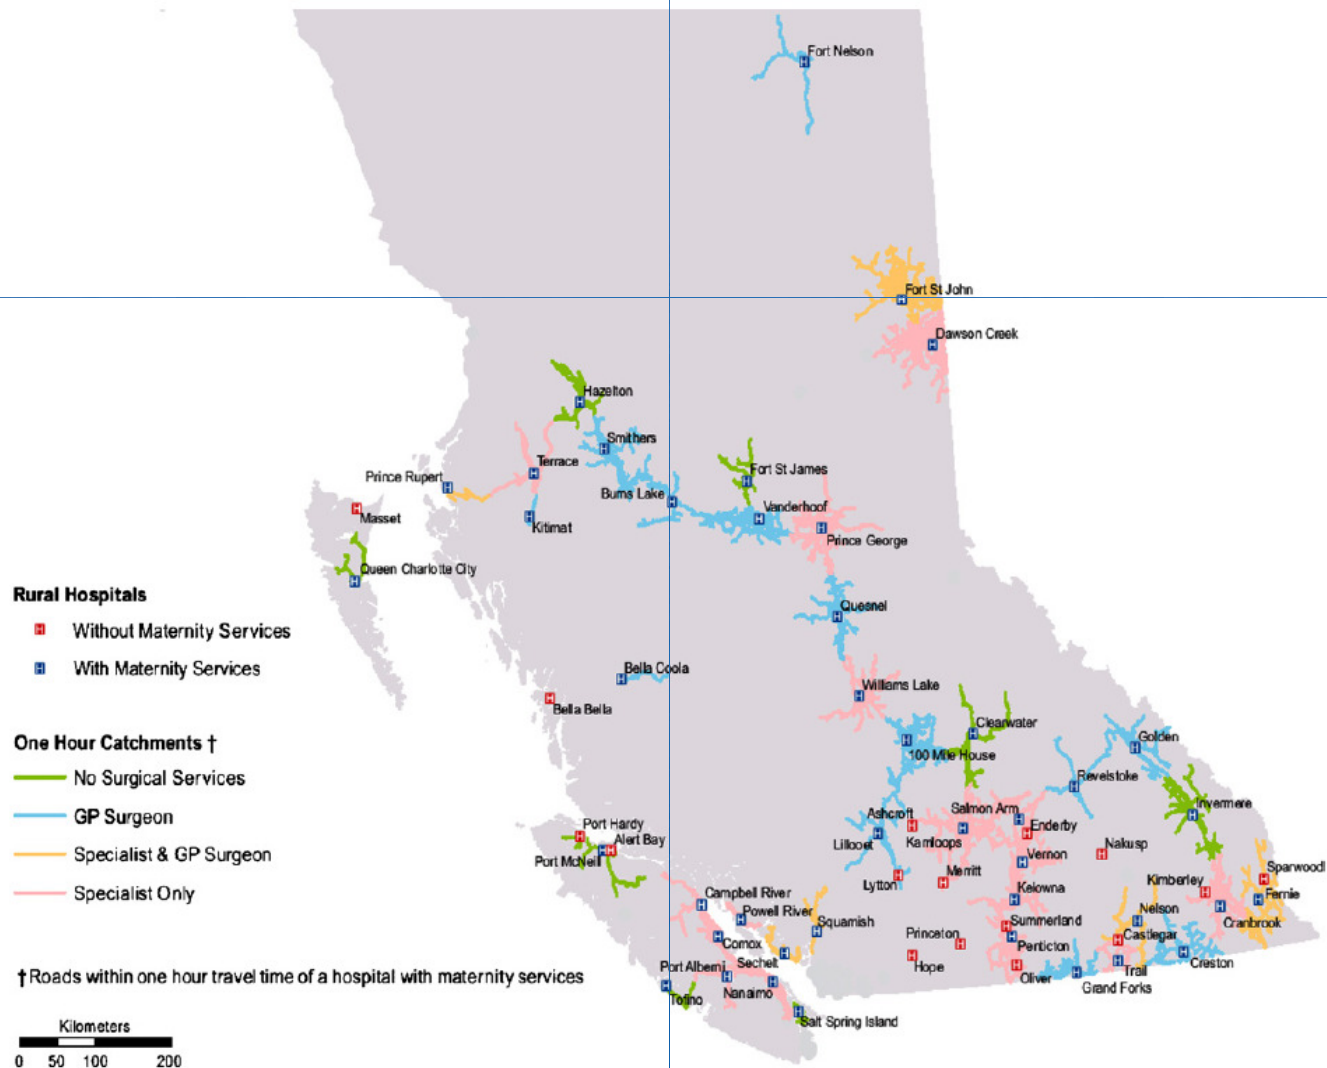 Fort Nelson
Fort St John
Dawson Creek
Hazelton
Smithers
Terrace
Prince Rupert
Fort St James
Burns Lake
Vanderhoof
Masset
Kitimat
Prince George
Queen Charlotte City
Rural Hospitals
Without Maternity Services
With Maternity Services
Quesnel
Bella Coola
Williams Lake
Bella Bella
Clearwater
Golden
100 Mile House
One Hour Catchments †
No Surgical Services
GP Surgeon
Specialist & GP Surgeon
Specialist Only
Revelstoke
Invermere
Ashcroft
Salmon Arm
Port Hardy
Enderby
Alert Bay
Lillooet
Kamloops
Nakusp
Port McNeill
Vernon
Sparwood
Merritt
Lytton
Kimberley
Kelowna
Fernie
Campbell River
Powell River
Nelson
Squamish
Summerland
Cranbrook
Princeton
Castlegar
Comox
Penticton
Sechelt
Hope
Creston
Port Alberni
Trail
Oliver
Grand Forks
†Roads within one hour travel time of a hospital with maternity services
Nanaimo
Tofino
Salt Spring Island
Kilometers
0 50 100 200